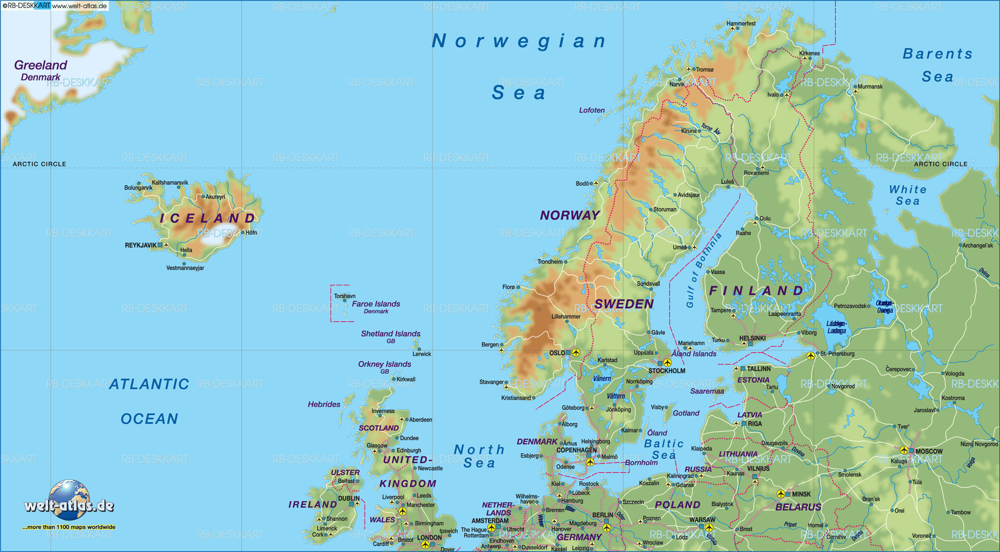 ©RB-DESKKART www.welt-atlas.de
Norwegian
Sea
Barents
Sea
Greeland
Denmark
Hammerfest
Kirkenes
Tromsø
Narvik
Murmansk
Ivalo
Lofoten
Kiruna
Torne Älv
ARCTIC CIRCLE
ARCTIC CIRCLE
Rovaniemi
Luleå
Bodö
Avidsjaur
Storuman
White
Sea
Bolungarvik
Kalfshamarsvik
Akureyri
ICELAND
Höfn
REYKJAVIK
Hella
Vestmannaeyjar
NORWAY
Oulu
Raahe
Umeå
Gulf of Bothnia
Archangel´sk
Dvina
Trondheim
Vaasa
Florø
Sundsvall
FINLAND
SWEDEN
Torshavn
Faroe Islands
Denmark
Tampere
Laapeenranta
Petrozavodsk
Lillehammer
Shetland Islands
GB
Lerwick
Gävle
Bergen
Turku
HELSINKI
Viborg
Mariehamn
Åland Islands
OSLO
Uppsala
STOCKHOLM
St. Petersburg
Karlstad
Orkney Islands
GB
Kirkwall
ATLANTIC
OCEAN
TALLINN
ESTONIA
Čerepovec
Vologda
Vänern
Norrköping
Stavanger
Saaremaa
Tartu
Novgorod
Kristiansand
Vättern
Kostroma
Jaroslavl'
Hebrides
Inverness
Aberdeen
SCOTLAND
Göteborg
Jönköping
Visby
Gotland
LATVIA
RIGA
Ålborg
Kalmar
Öland
Tver'
Dundee
Glasgow
Edinburgh
North
Sea
DENMARK
Århus
Helsingborg
COPENHAGEN
Baltic
Sea
Daugavpils
Dzvina
Niznij Novgorod
Esbjerg
Malmö
Klaipeda
LITHUANIA
MOSCOW
UNITED-
KINGDOM
Newcastle
Odense
Bornholm
Kaluga
Volga
ULSTER
Belfast
RUSSIA
VILNIUS
Kaliningrad
Kaunas
Smolensk
Tula
Kiel
Rostock
Koszalin
Gdansk
MINSK
BELARUS
Liverpool
Leeds
Manchester
Wilhelms-
haven
Lübeck
Hamburg
Szczecin
POLAND
Bialystok
Bran´sk
IRELAND
DUBLIN
NETHER-
LANDS
Bremen
Orel
Tambow
Shannon
Limerick
Cork
WALES
Birmingham
Ipswich
AMSTERDAM
The Hague
Utrecht
Rotterdam
Weser
Hanover
Magdeburg
BERLIN
Oder
Poznan
WARSAW
Brest
Pripet
Homel´
Cardiff
Bristol
LONDON
Dover
Eindhoven
Antwerp
Dusseldorf
Kassel
GERMANY
Leipzig
Wroclaw
Lódz
Vistula
Černihiv
Desna
Voronež
welt-atlas.de
...more than 1100 maps worldwide